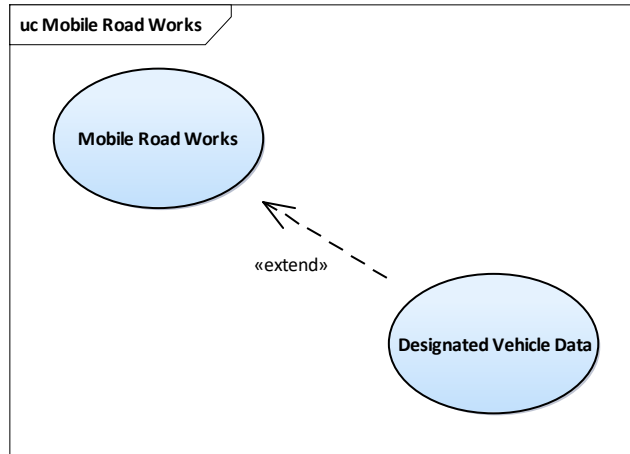 uc Mobile Road Works
Mobile Road Works
«extend»
Designated Vehicle Data